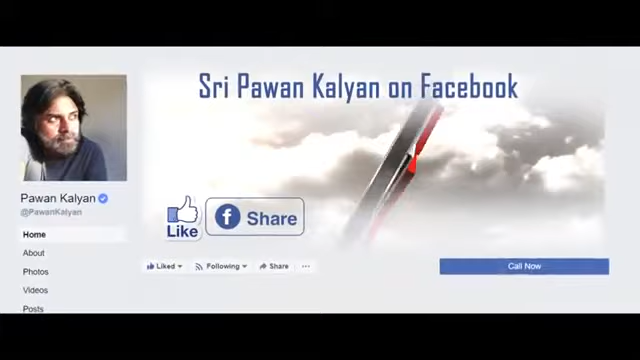 Sri Pawan Kalyan on Facebook
Pawan Kalyan
@PawanKalyan
Like
f Share
Home
About
Photos
Videos
Posts
Liked
Following
Share
...
Call Now